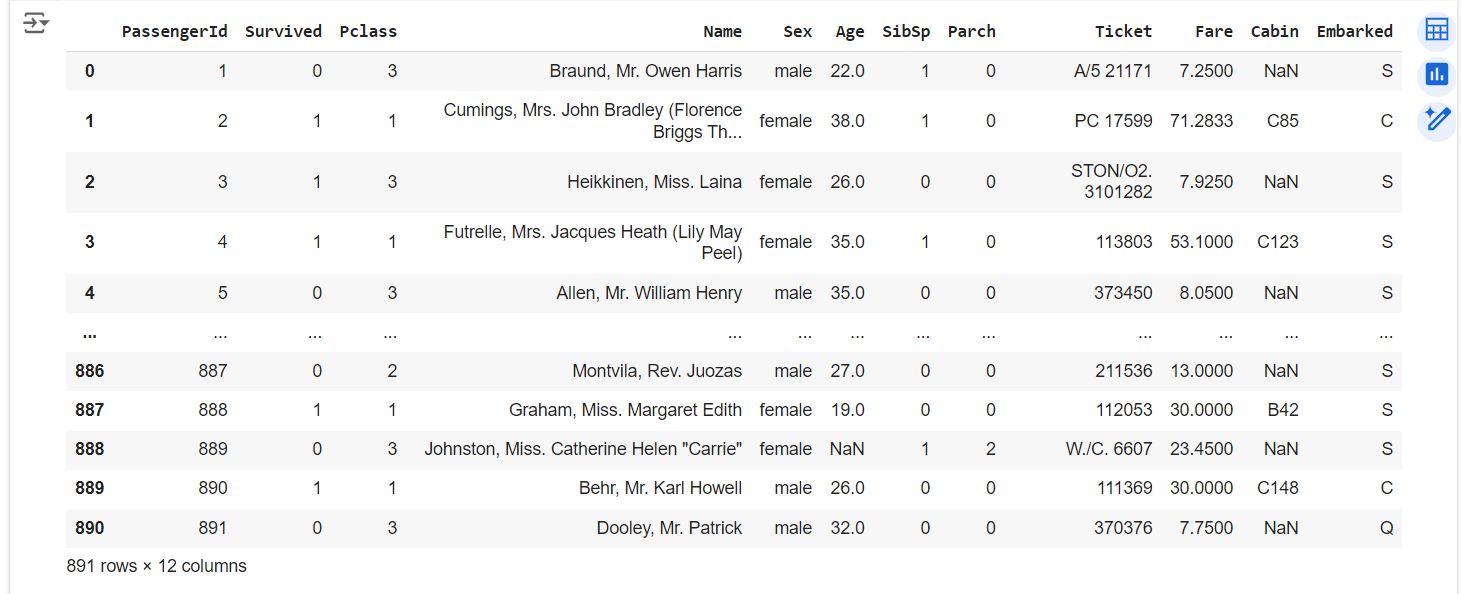 PassengerId Survived Pclass Name Sex Age SibSp Parch Ticket Fare Cabin Embarked
0 1 0 3 Braund, Mr. Owen Harris male 22.0 1 0 A/5 21171 7.2500 NaN S
1 2 1 1 Cumings, Mrs. John Bradley (Florence
Briggs Th... female 38.0 1 0 PC 17599 71.2833 C85 C
2 3 1 3 Heikkinen, Miss. Laina female 26.0 0 0 STON/O2.
3101282 7.9250 NaN S
3 4 1 1 Futrelle, Mrs. Jacques Heath (Lily May
Peel) female 35.0 1 0 113803 53.1000 C123 S
4 5 0 3 Allen, Mr. William Henry male 35.0 0 0 373450 8.0500 NaN S
... ... ... ... ... ... ... ... ... ... ... ... ...
886 887 0 2 Montvila, Rev. Juozas male 27.0 0 0 211536 13.0000 NaN S
887 888 1 1 Graham, Miss. Margaret Edith female 19.0 0 0 112053 30.0000 B42 S
888 889 0 3 Johnston, Miss. Catherine Helen "Carrie" female NaN 1 2 W./C. 6607 23.4500 NaN S
889 890 1 1 Behr, Mr. Karl Howell male 26.0 0 0 111369 30.0000 C148 C
890 891 0 3 Dooley, Mr. Patrick male 32.0 0 0 370376 7.7500 NaN Q
891 rows × 12 columns